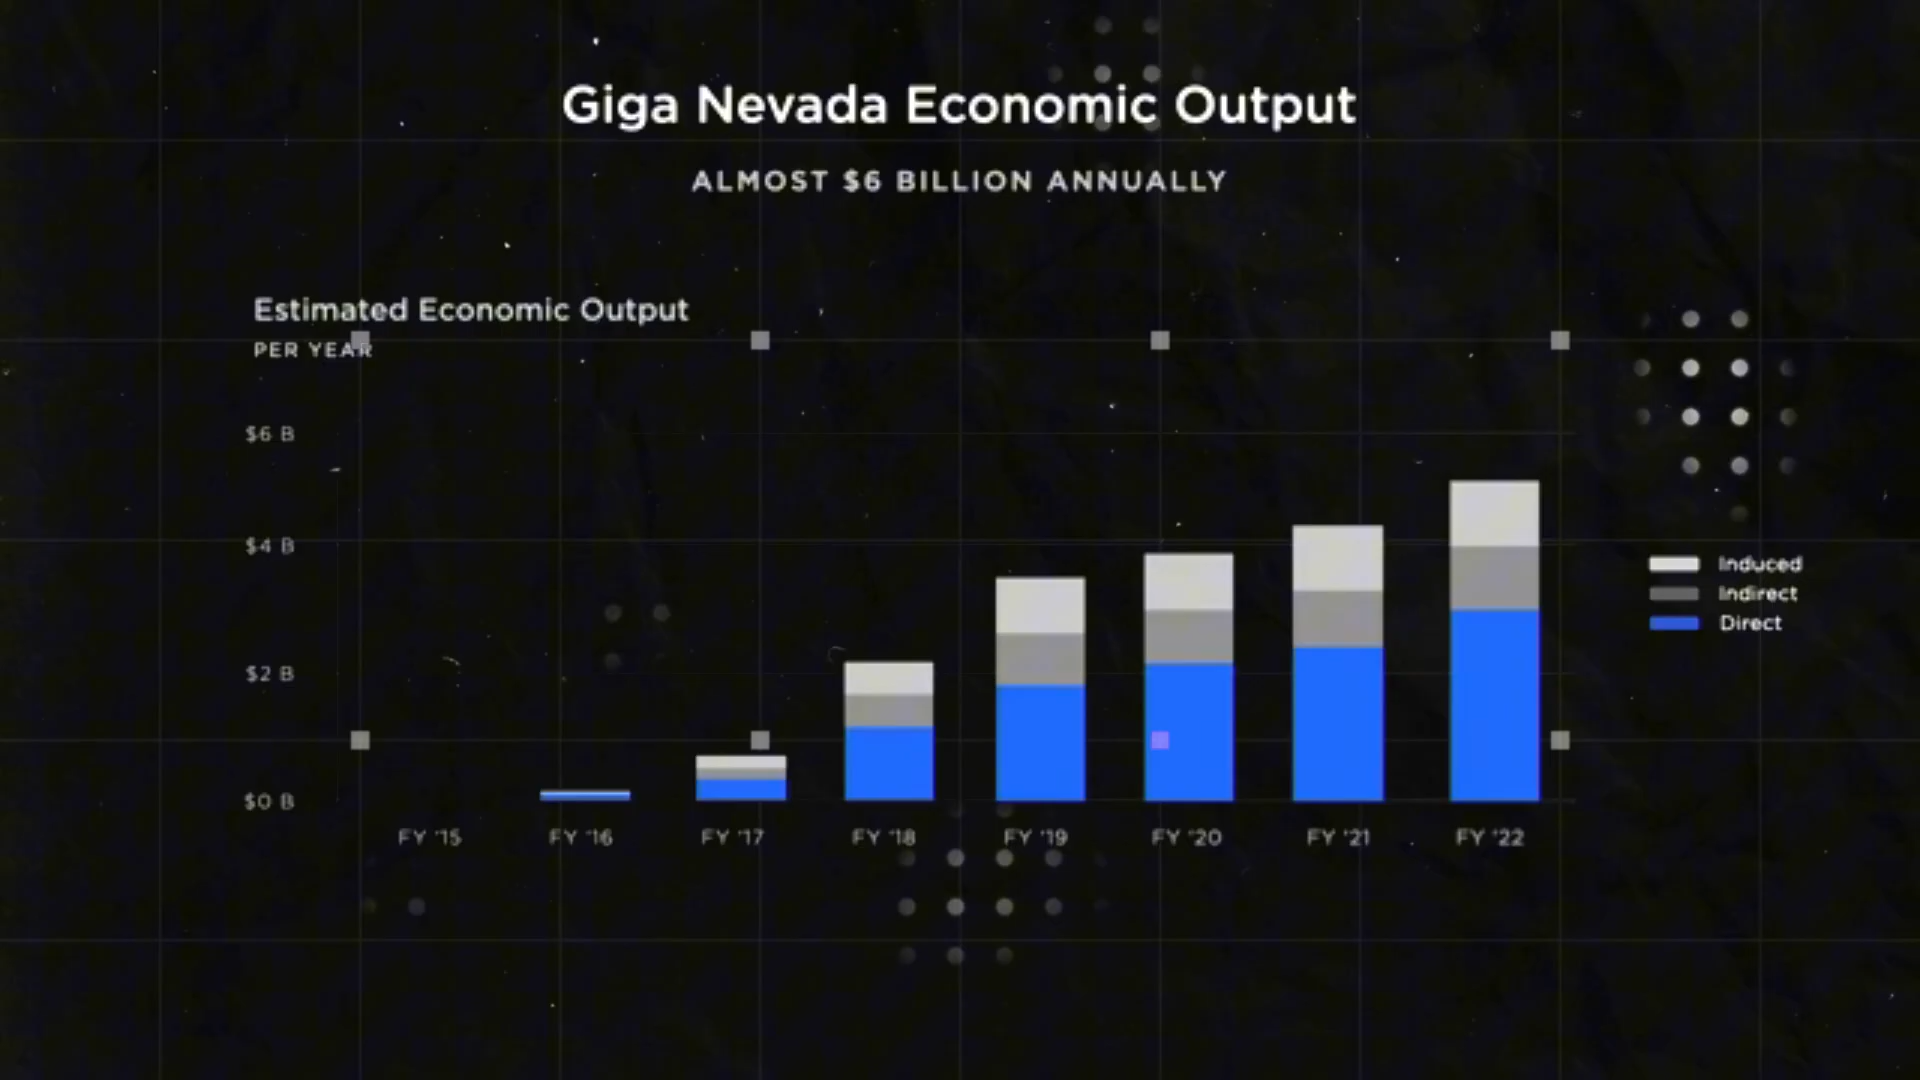 Giga Nevada Economic Output
ALMOST $6 BILLION ANNUALLY
Estimated Economic Output
PER YEAR
$6 B
$4 B
$2 B
$0 B
Induced
Indirect
Direct
FY '15 FY '16 FY '17 FY '18 FY '19 FY '20 FY '21 FY '22